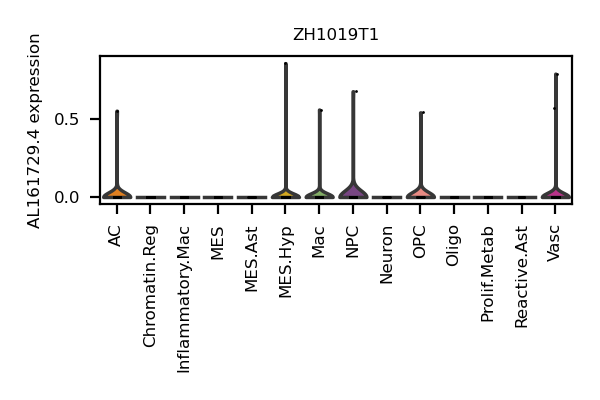 ZH1019T1
AL161729.4 expression
0.5
0.0
AC
Chromatin.Reg
Inflammatory.Mac
MES
MES.Ast
MES.Hyp
Mac
NPC
Neuron
OPC
Oligo
Prolif.Metab
Reactive.Ast
Vasc